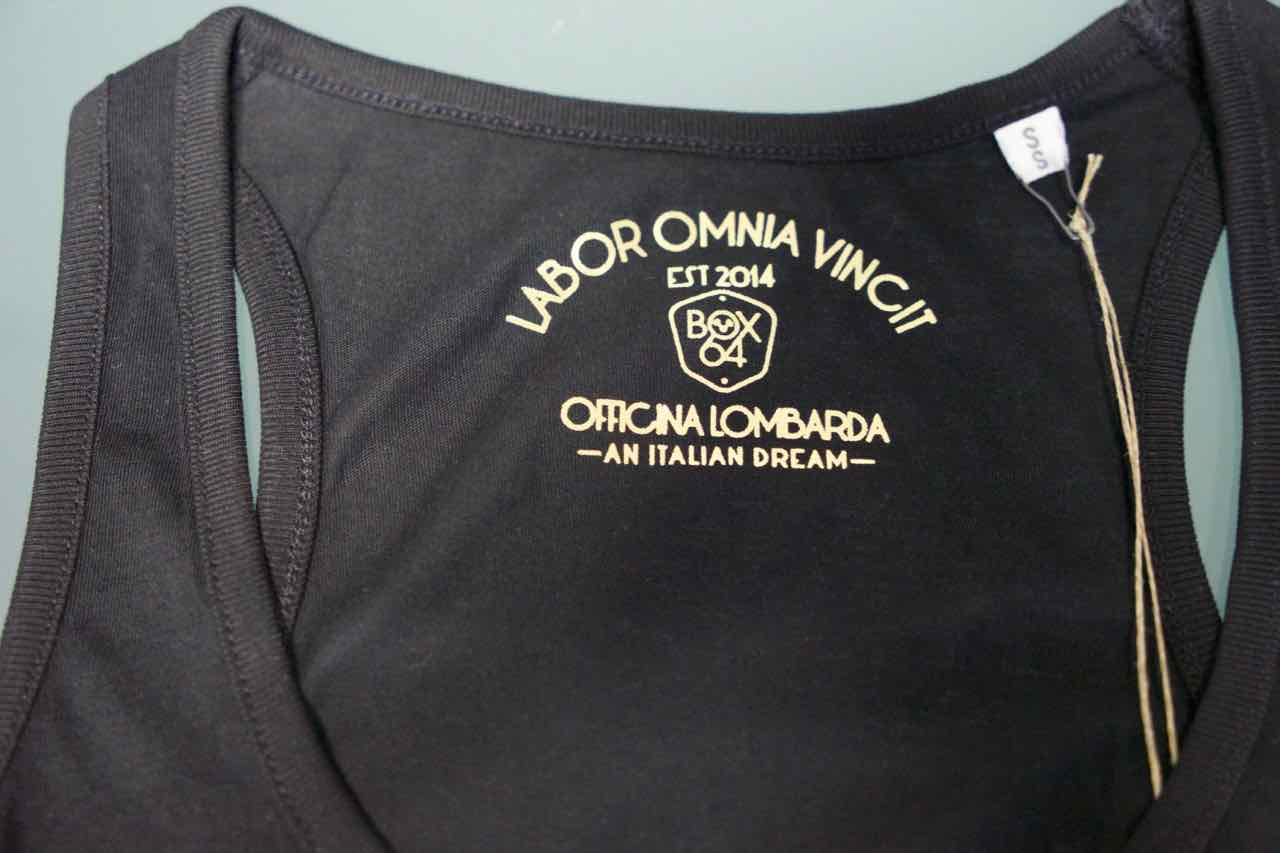 LABOR OMNIA VINCIT
EST 2014
BOX
64
OFFICINA LOMBARDA
—AN ITALIAN DREAM—
S
S